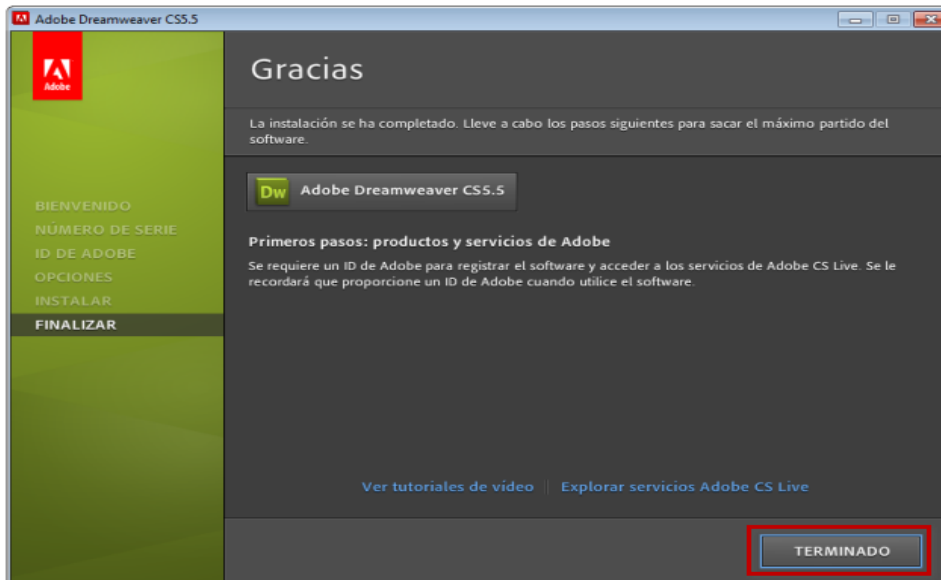 Adobe Dreamweaver CS5.5
Adobe
Gracias
La instalación se ha completado. Lleve a cabo los pasos siguientes para sacar el máximo partido del
software.
Dw Adobe Dreamweaver CS5.5
BIENVENIDO
NÚMERO DE SERIE
ID DE ADOBE
OPCIONES
INSTALAR
FINALIZAR
Primeros pasos: productos y servicios de Adobe
Se requiere un ID de Adobe para registrar el software y acceder a los servicios de Adobe CS Live. Se le
recordará que proporcione un ID de Adobe cuando utilice el software.
Ver tutoriales de vídeo Explorar servicios Adobe CS Live
TERMINADO